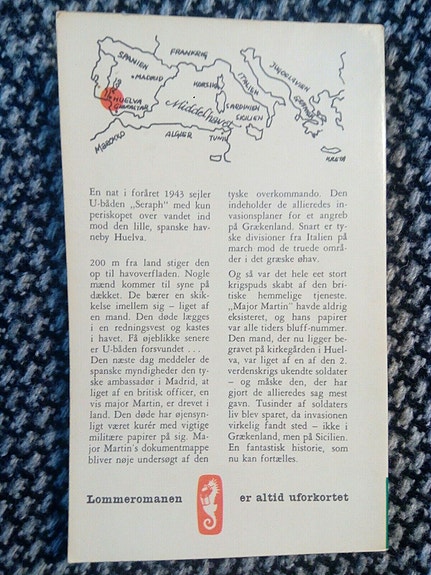 FRANKRIG
SPANIEN
MADRID
JUGOSLAVIEN
KORSIKA
ITALIEN
HUELVA
GIBRALTAR
Middelhavet
SARDINIEN
SICILIEN
MAROKKO
ALGIER
TUNIS
KRETA
En nat i foråret 1943 sejler
U-båden „Seraph" med kun
periskopet over vandet ind
mod den lille, spanske hav-
neby Huelva.
200 m fra land stiger den
op til havoverfladen. Nogle
mænd kommer til syne på
dækket. De bærer en skik-
kelse imellem sig – liget af
en mand. Den døde lægges
i en redningsvest og kastes
i havet. Få øjeblikke senere
er U-båden forsvundet . . .
Den næste dag meddeler de
spanske myndigheder den ty-
ske ambassadør i Madrid, at
liget af en britisk officer, en
vis major Martin, er drevet i
land. Den døde har øjensyn-
ligt været kurér med vigtige
militære papirer på sig. Ma-
jor Martin's dokumentmappe
bliver nøje undersøgt af den
tyske overkommando. Den
indeholder de allieredes in-
vasionsplaner for et angreb
på Grækenland. Snart er ty-
ske divisioner fra Italien på
march mod de truede områ-
der i det græske øhav.
Og så var det hele eet stort
krigspuds skabt af den bri-
tiske hemmelige tjeneste.
„Major Martin" havde aldrig
eksisteret, og hans papirer
var alle tiders bluff-nummer.
Den mand, der nu ligger be-
gravet på kirkegården i Huel-
va, var liget af en af den 2.
verdenskrigs ukendte soldater
– og måske den, der har
gjort de allieredes sag mest
gavn. Tusinder af soldaters
liv blev sparet, da invasionen
virkelig fandt sted – ikke i
Grækenland, men på Sicilien.
En fantastisk historie, som
nu kan fortælles.
Lommeromanen er altid uforkortet